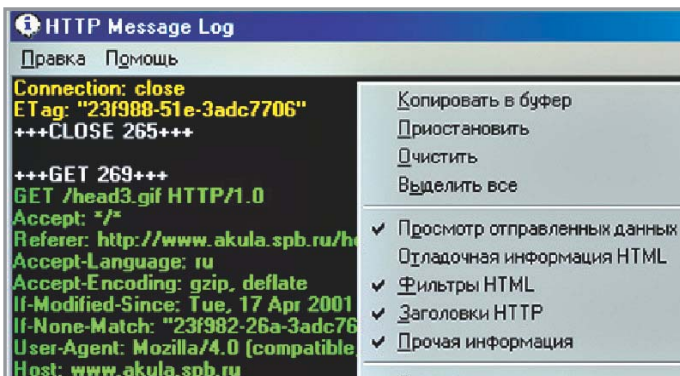 HTTP Message Log
Правка Помощь
Connection: close
ETag: "23f988-51e-3adc7706"
+++CLOSE 265+++
+++GET 269+++
GET /head3.gif HTTP/1.0
Accept: */*
Referer: http://www.akula.spb.ru/he
Accept-Language: ru
Accept-Encoding: gzip, deflate
If-Modified-Since: Tue, 17 Apr 2001
If-None-Match: "23f982-26a-3adc76
User-Agent: Mozilla/4.0 (compatible;
Host: www.akula.spb.ru
Копировать в буфер
Приостановить
Очистить
Выделить все
Просмотр отправленных данных
Отладочная информация HTML
Фильтры HTML
Заголовки HTTP
Прочая информация